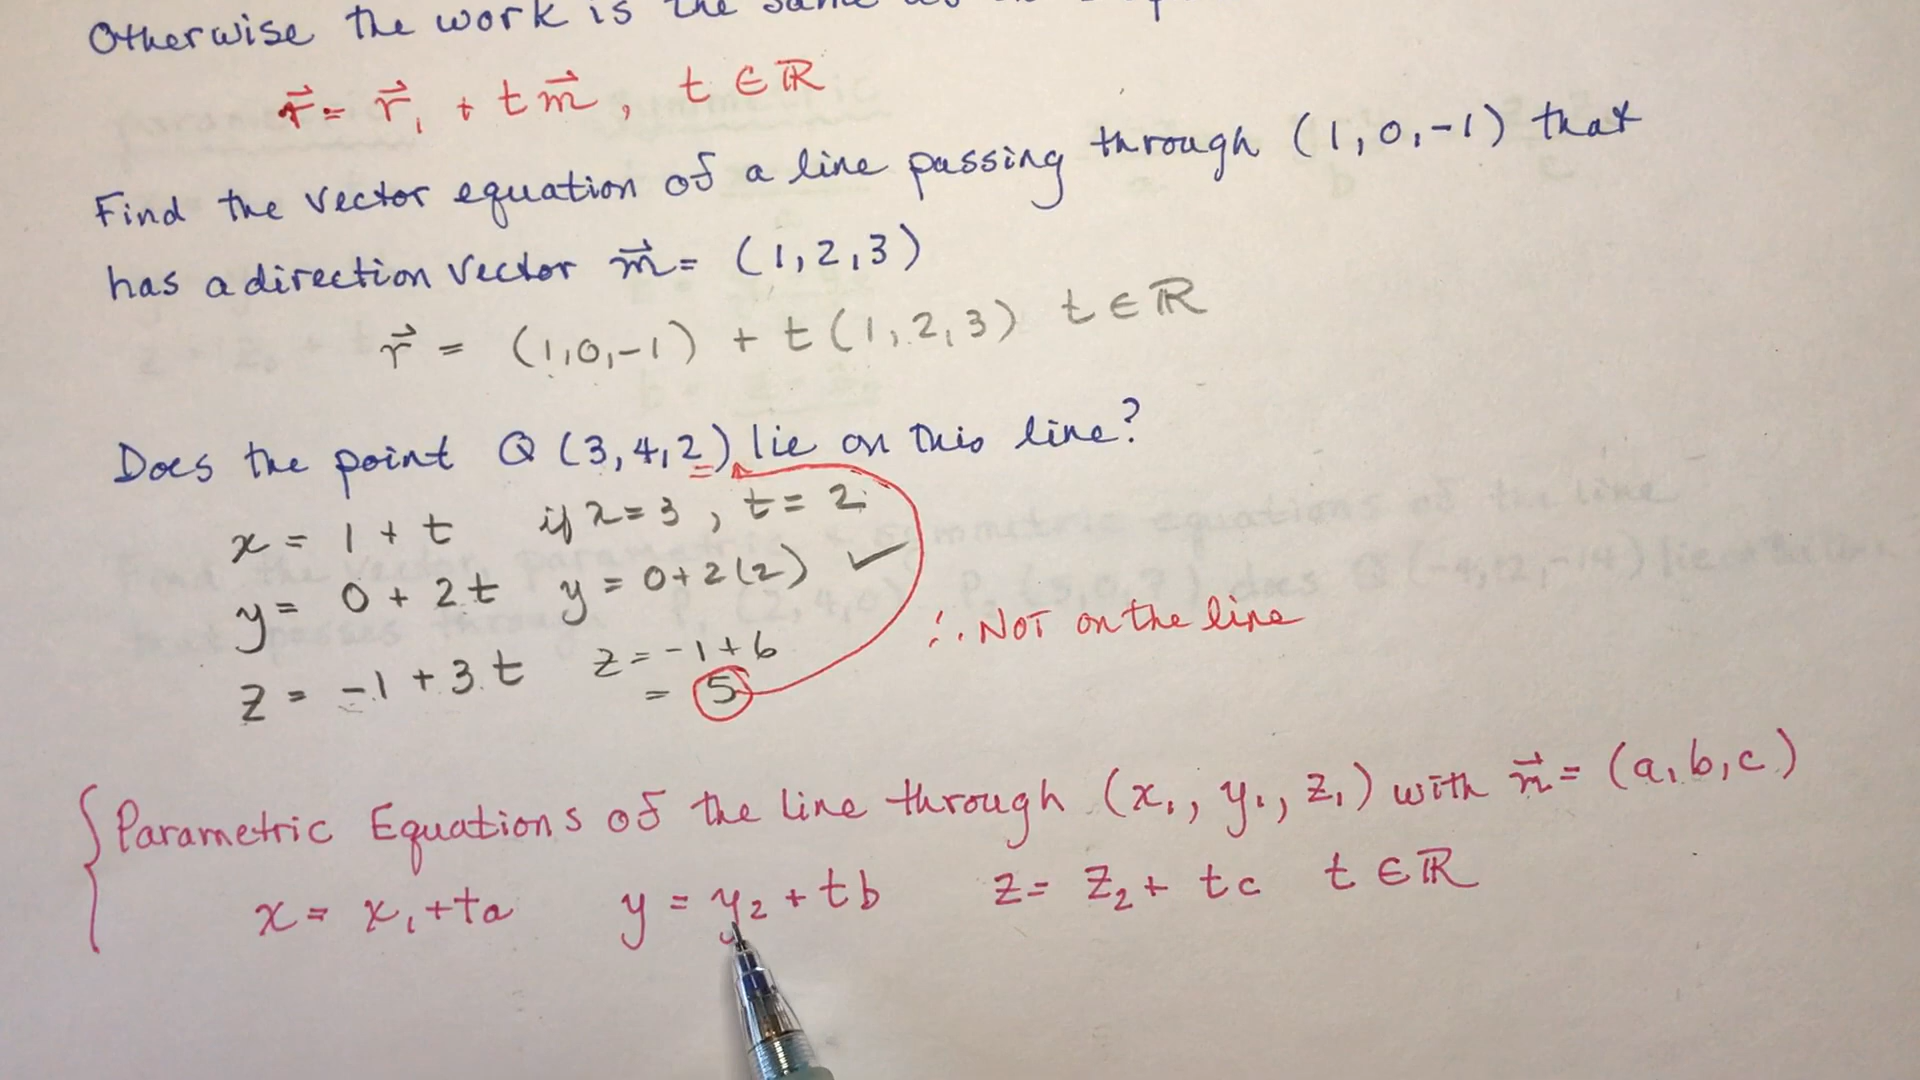 Otherwise the work is the same as
r⃗ = r⃗₁ + t m⃗, t ∈ ℝ
Find the vector equation of a line passing through (1,0,-1) that
has a direction vector m⃗ = (1,2,3)
r⃗ = (1,0,-1) + t(1,2,3) t ∈ ℝ
Does the point Q (3,4,2) lie on this line?
x = 1 + t if x = 3, t = 2
y = 0 + 2t y = 0+2(2) ✓
z = -1 + 3t z = -1+6
= 5
∴ NOT on the line
Parametric Equations of the line through (x₁, y₁, z₁) with m⃗ = (a,b,c)
x = x₁ + ta y = y₂ + tb z = z₂ + tc t ∈ ℝ